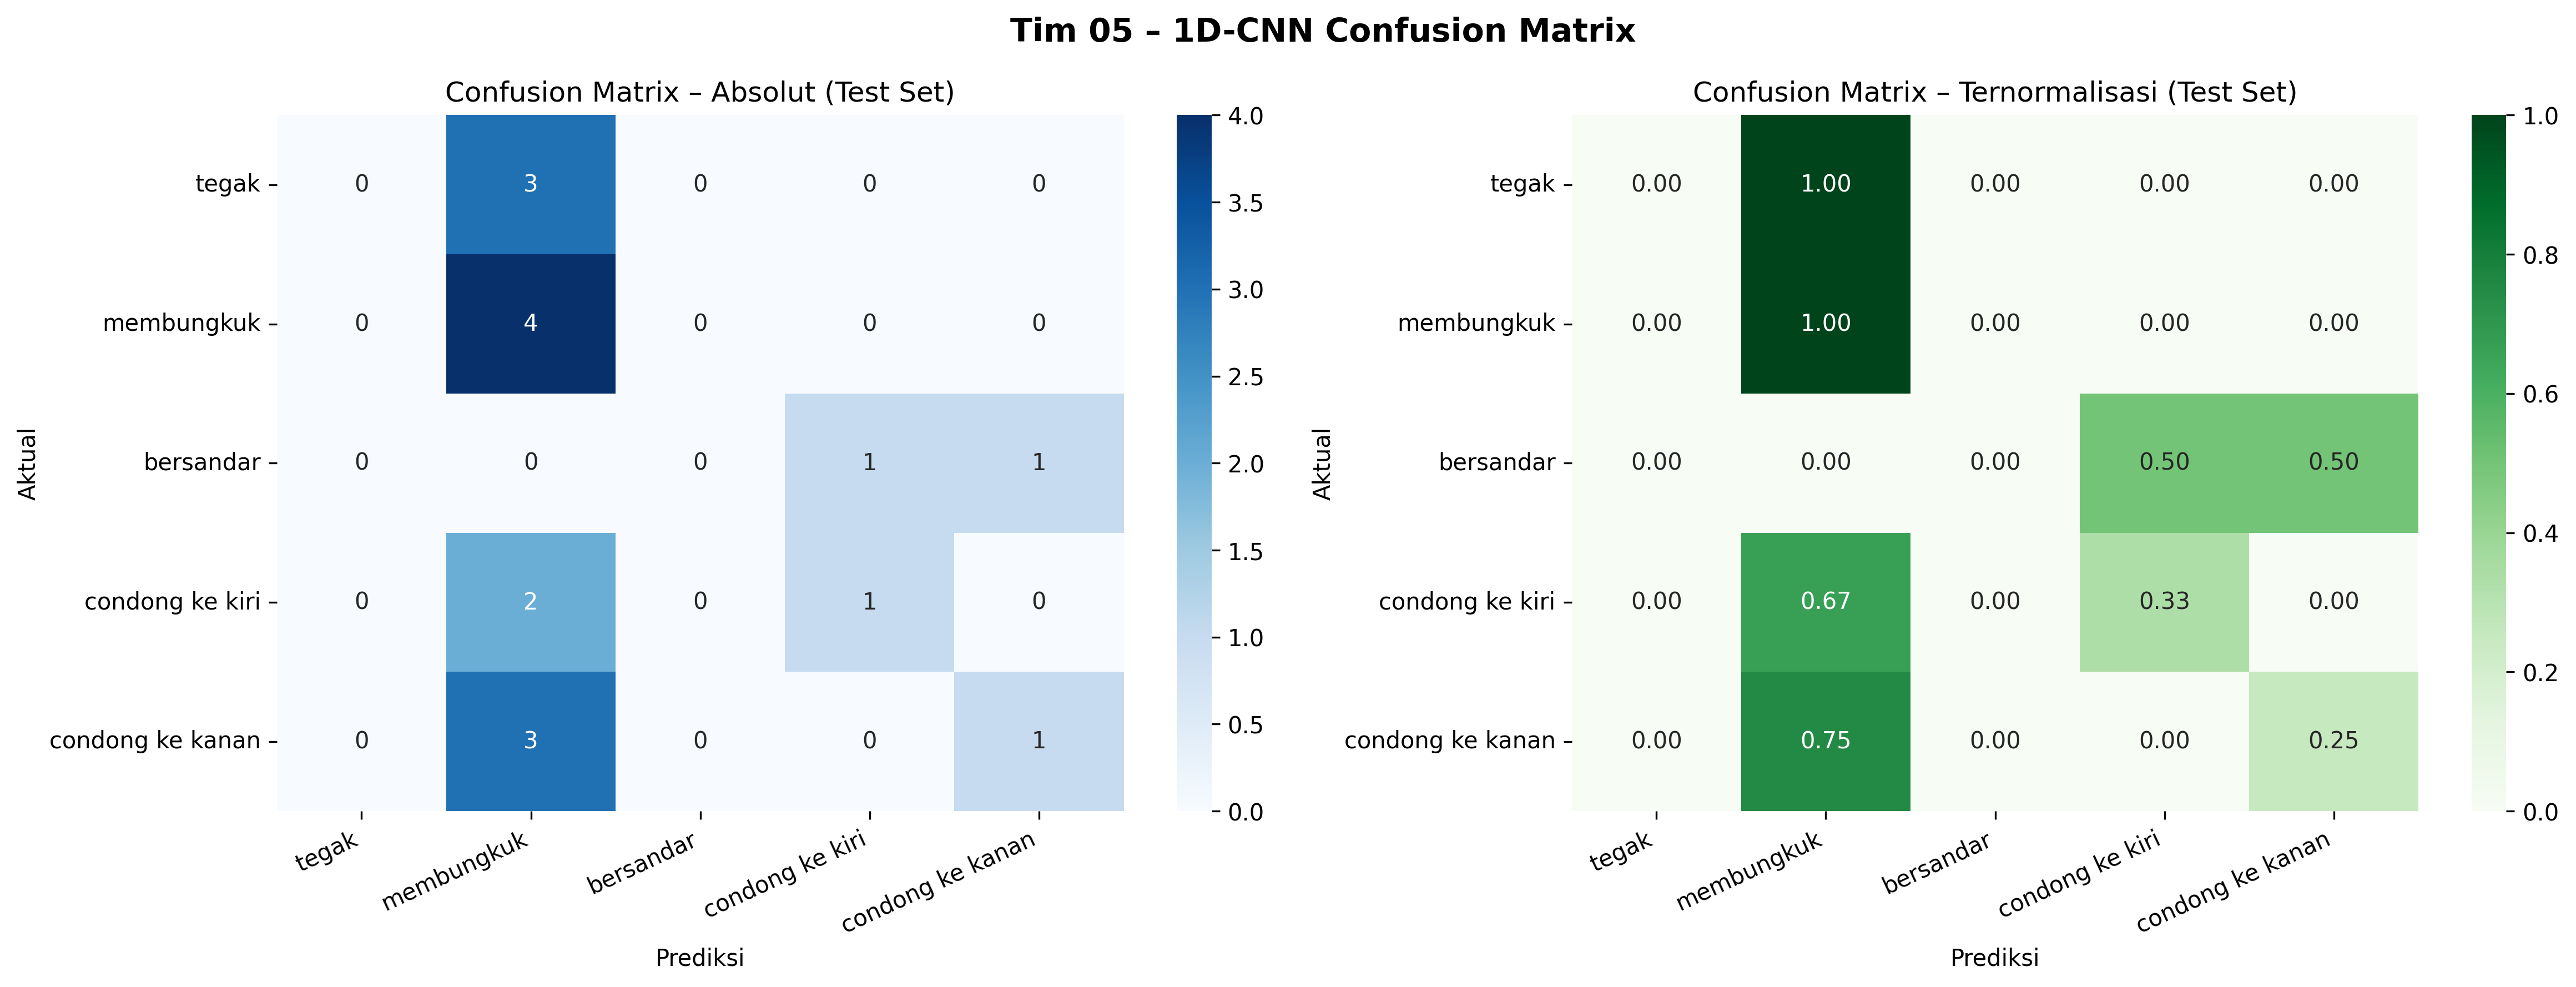 Tim 05 – 1D-CNN Confusion Matrix
Confusion Matrix – Absolut (Test Set)
Aktual
tegak
membungkuk
bersandar
condong ke kiri
condong ke kanan
0 3 0 0 0
0 4 0 0 0
0 0 0 1 1
0 2 0 1 0
0 3 0 0 1
tegak
membungkuk
bersandar
condong ke kiri
condong ke kanan
Prediksi
4.0
3.5
3.0
2.5
2.0
1.5
1.0
0.5
0.0
Confusion Matrix – Ternormalisasi (Test Set)
Aktual
tegak
membungkuk
bersandar
condong ke kiri
condong ke kanan
0.00 1.00 0.00 0.00 0.00
0.00 1.00 0.00 0.00 0.00
0.00 0.00 0.00 0.50 0.50
0.00 0.67 0.00 0.33 0.00
0.00 0.75 0.00 0.00 0.25
tegak
membungkuk
bersandar
condong ke kiri
condong ke kanan
Prediksi
1.0
0.8
0.6
0.4
0.2
0.0